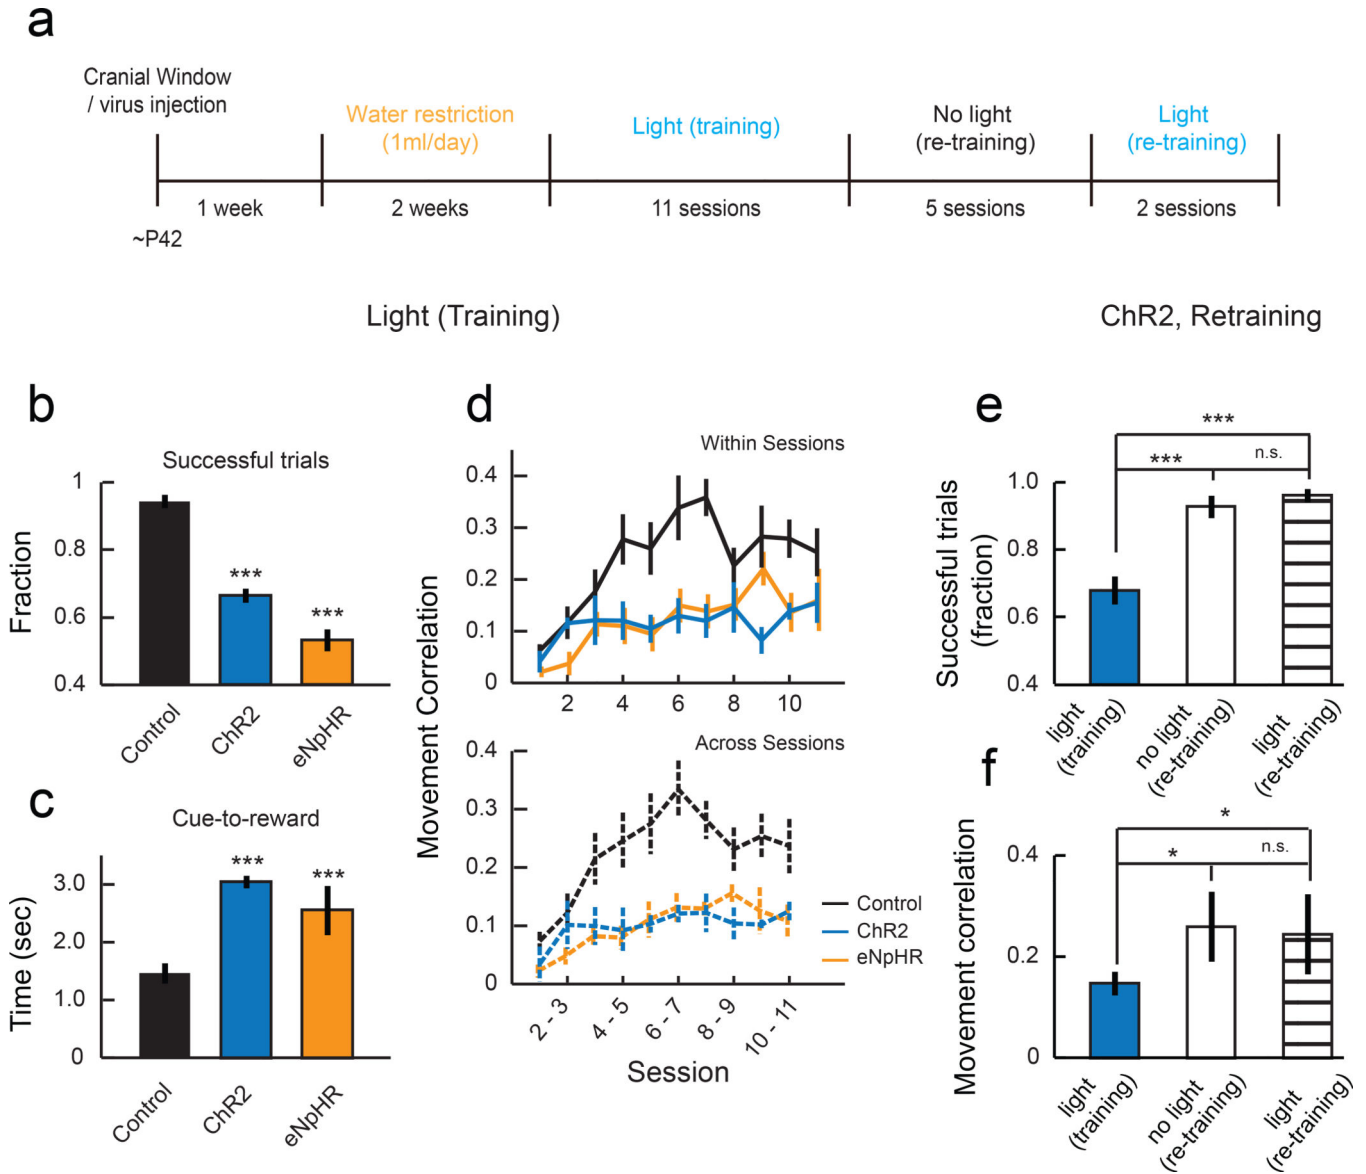 a
Cranial Window
/ virus injection
Water restriction
(1ml/day)
Light (training)
No light
(re-training)
Light
(re-training)
1 week
2 weeks
11 sessions
5 sessions
2 sessions
~P42
Light (Training)
ChR2, Retraining
b
Successful trials
Fraction
1
0.8
0.6
0.4
***
***
Control
ChR2
eNpHR
c
Cue-to-reward
Time (sec)
3.0
2.0
1.0
0
***
***
Control
ChR2
eNpHR
d
Within Sessions
Movement Correlation
0.4
0.3
0.2
0.1
0
2
4
6
8
10
Across Sessions
0.4
0.3
0.2
0.1
0
Control
ChR2
eNpHR
2 - 3
4 - 5
6 - 7
8 - 9
10 - 11
Session
e
***
***
n.s.
Successful trials
(fraction)
1.0
0.8
0.6
0.4
light
(training)
no light
(re-training)
light
(re-training)
f
*
*
n.s.
Movement correlation
0.4
0.2
0
light
(training)
no light
(re-training)
light
(re-training)